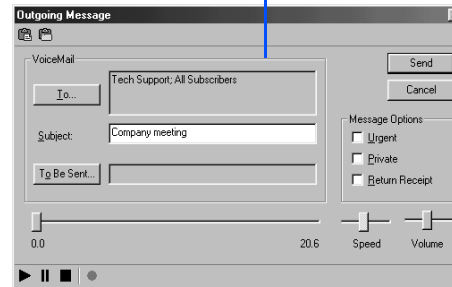 Outgoing Message
VoiceMail
To... Tech Support; All Subscribers
Subject: Company meeting
To Be Sent...
Send
Cancel
Message Options
Urgent
Private
Return Receipt
0.0 20.6 Speed Volume